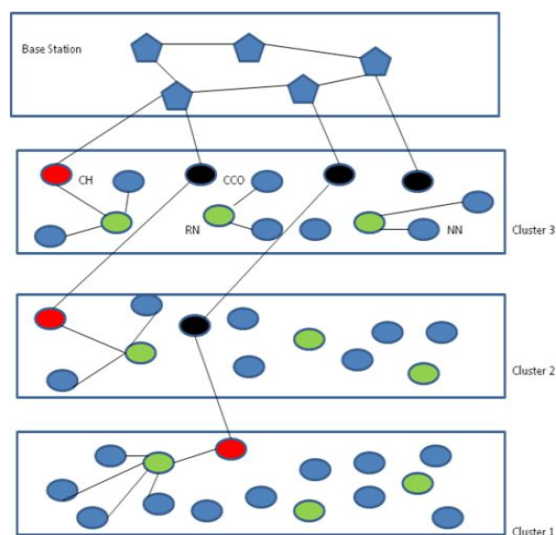 Base Station
CH
CCO
RN
NN
Cluster 3
Cluster 2
Cluster 1